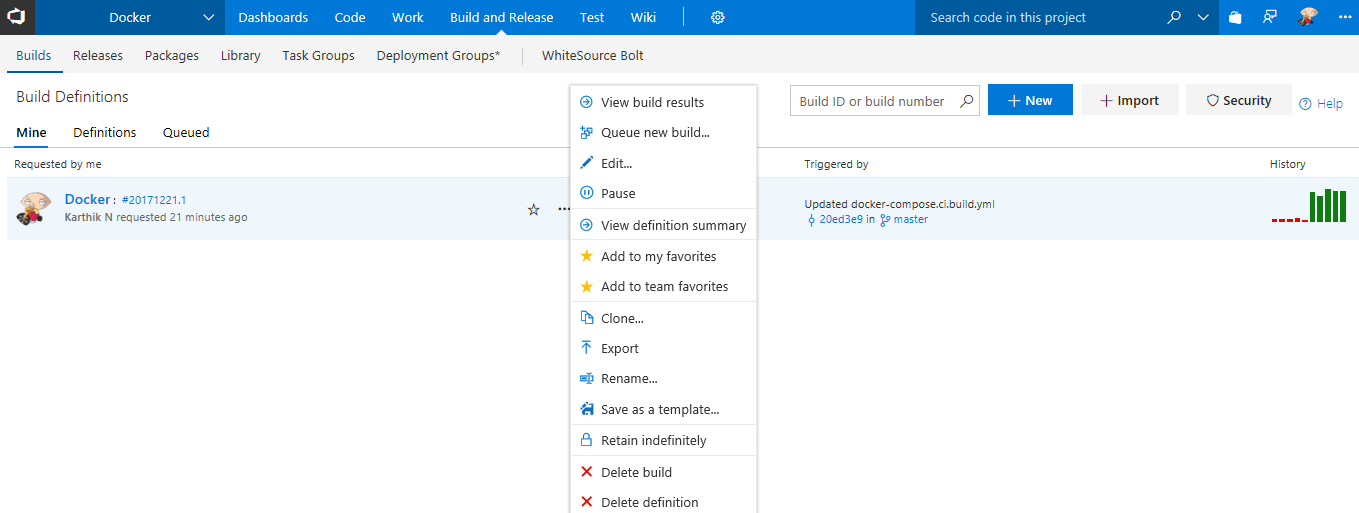 Docker Dashboards Code Work Build and Release Test Wiki Search code in this project
Builds Releases Packages Library Task Groups Deployment Groups* WhiteSource Bolt
Build Definitions
Build ID or build number
New
Import
Security
Help
Mine Definitions Queued
Requested by me
Triggered by
History
Docker : #20171221.1
Karthik N requested 21 minutes ago
Updated docker-compose.ci.build.yml
20ed3e9 in master
View build results
Queue new build...
Edit...
Pause
View definition summary
Add to my favorites
Add to team favorites
Clone...
Export
Rename...
Save as a template...
Retain indefinitely
Delete build
Delete definition